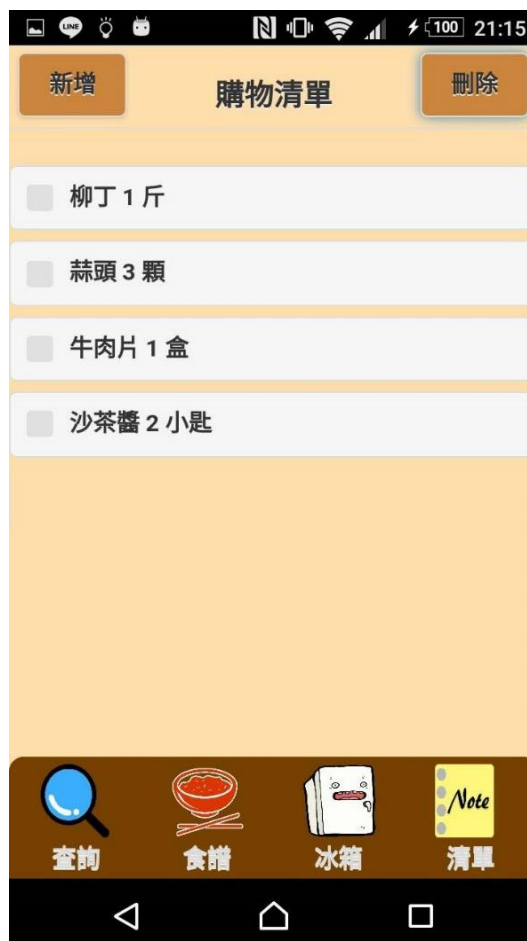 LINE 100 21:15
新增 購物清單 刪除
柳丁 1 斤
蒜頭 3 顆
牛肉片 1 盒
沙茶醬 2 小匙
Note
查詢 食譜 冰箱 清單